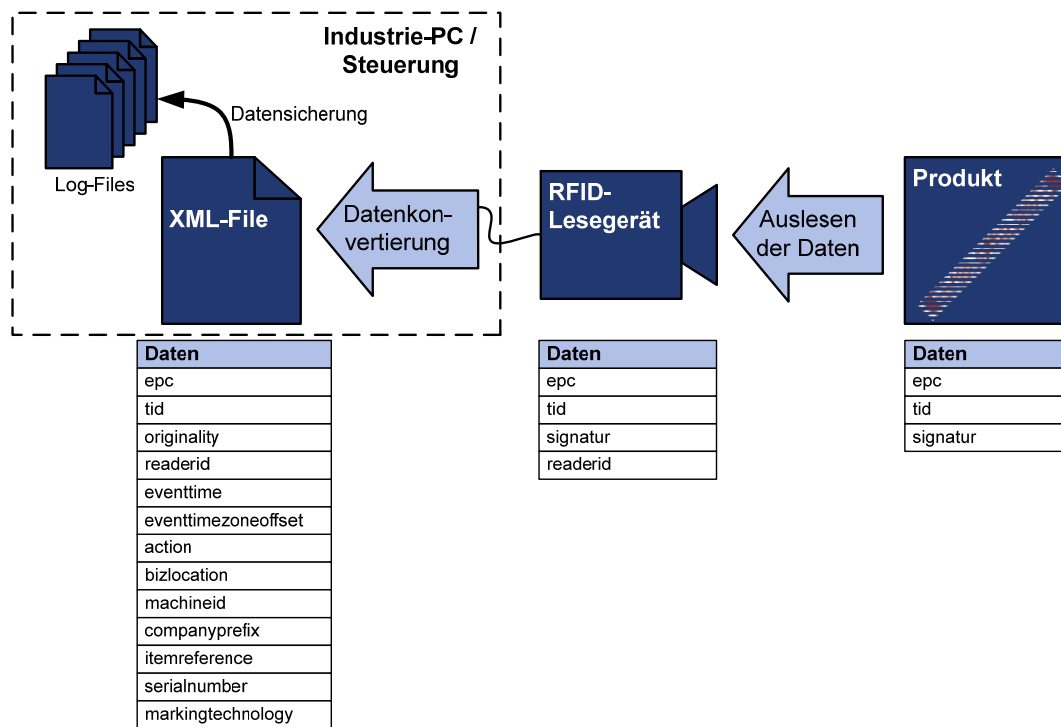 Industrie-PC /
Steuerung
Datensicherung
Log-Files
XML-File
Datenkon-
vertierung
RFID-
Lesegerät
Auslesen
der Daten
Produkt
Daten
epc
tid
originality
readerid
eventtime
eventtimezoneoffset
action
bizlocation
machineid
companyprefix
itemreference
serialnumber
markingtechnology
Daten
epc
tid
signatur
readerid
Daten
epc
tid
signatur